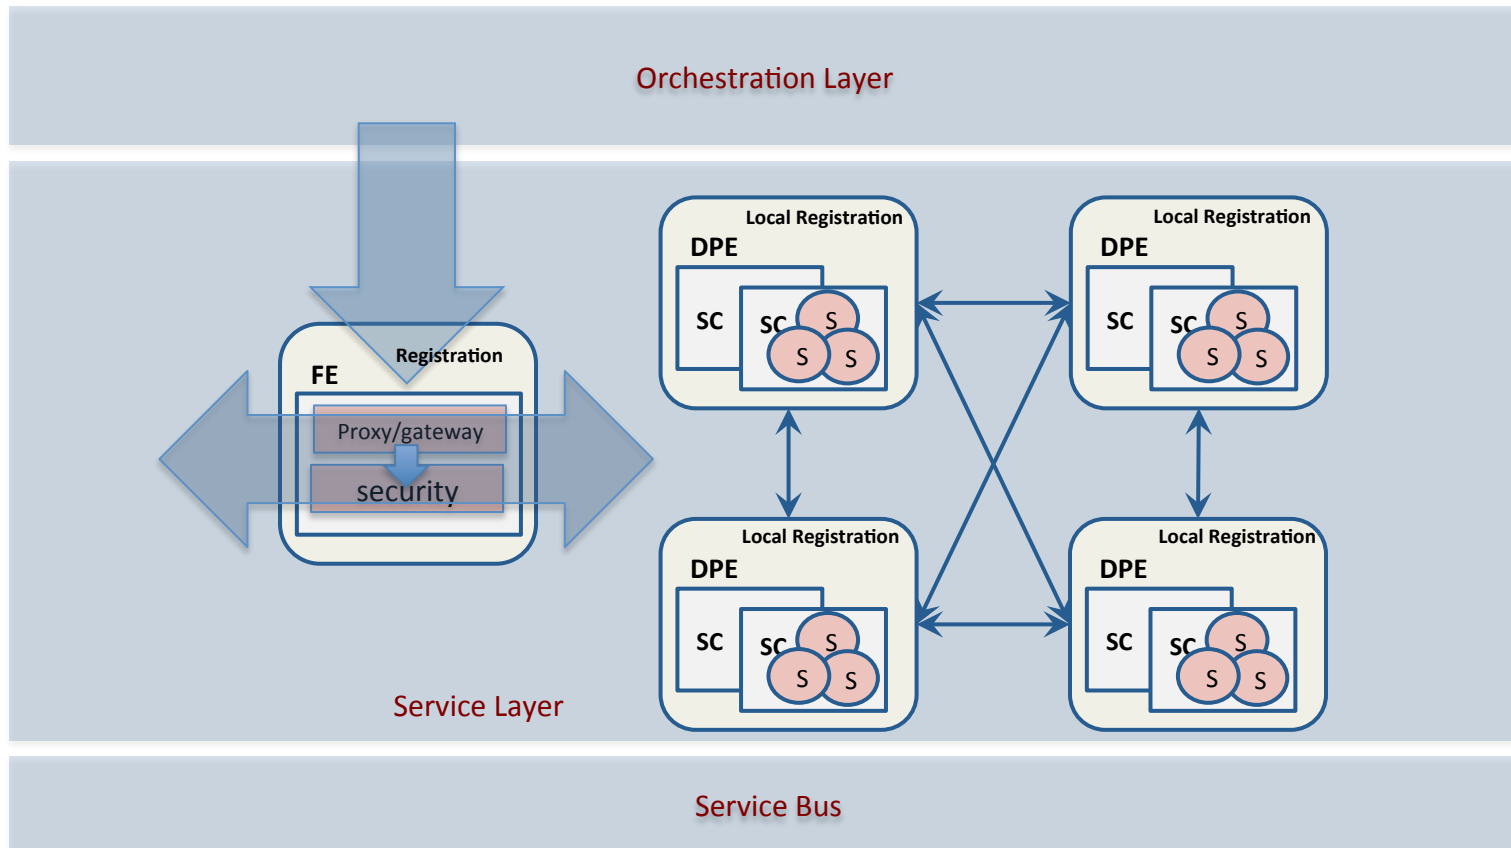 Orchestration Layer
Registration
FE
Proxy/gateway
security
Local Registration
DPE
SC
SC
S
S
S
Local Registration
DPE
SC
SC
S
S
S
Local Registration
DPE
SC
SC
S
S
S
Local Registration
DPE
SC
SC
S
S
S
Service Layer
Service Bus